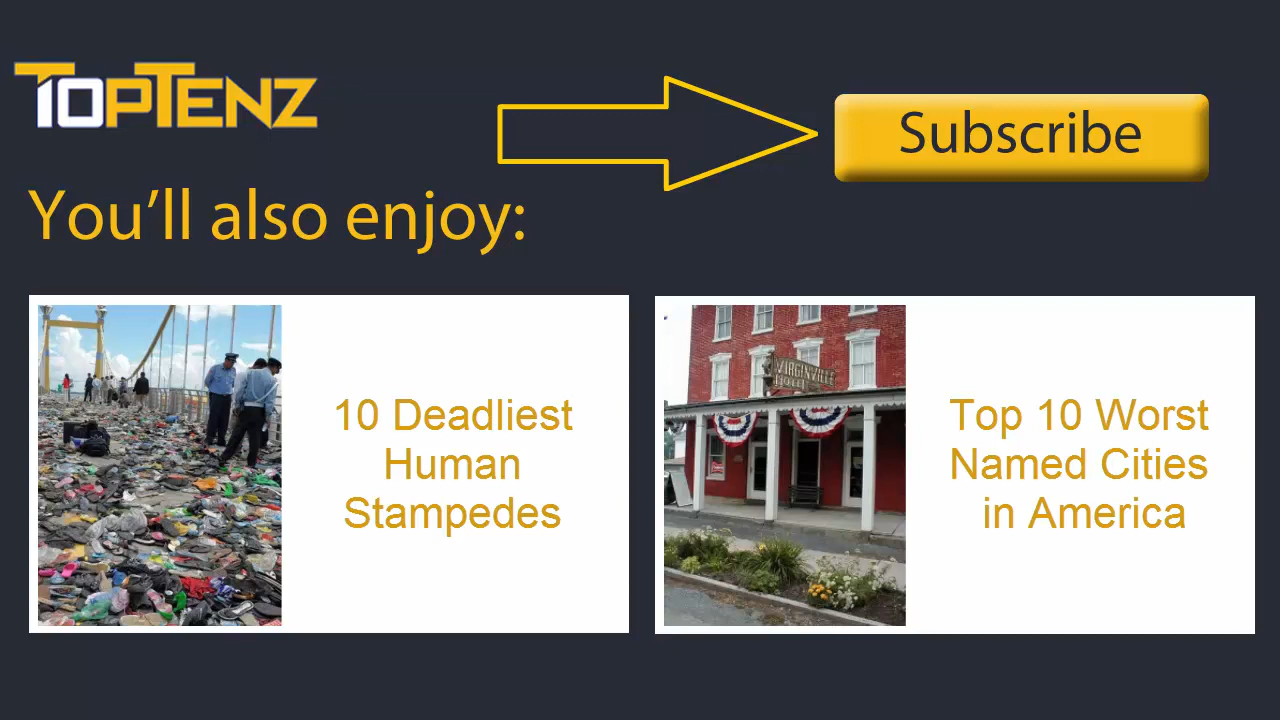 TOPTENZ
Subscribe
You’ll also enjoy:
10 Deadliest
Human
Stampedes
VIRGINVILLE
HOTEL
Top 10 Worst
Named Cities
in America